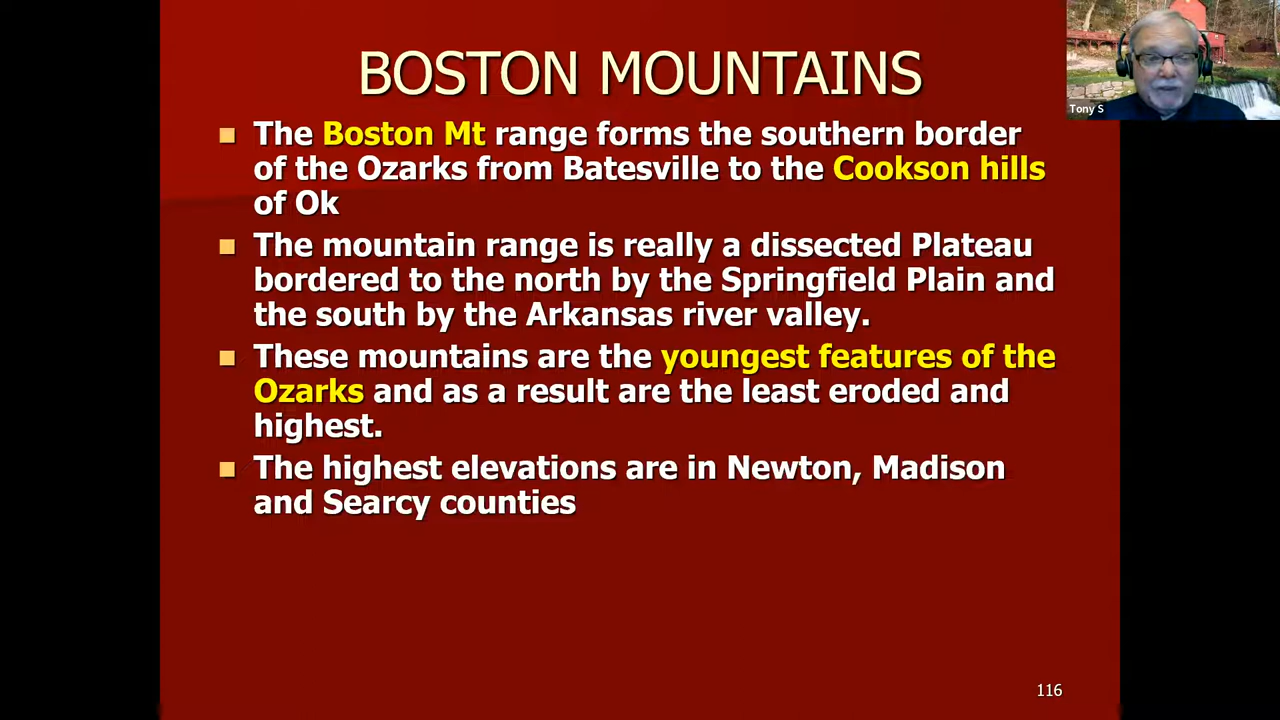 BOSTON MOUNTAINS
The Boston Mt range forms the southern border
of the Ozarks from Batesville to the Cookson hills
of Ok
The mountain range is really a dissected Plateau
bordered to the north by the Springfield Plain and
the south by the Arkansas river valley.
These mountains are the youngest features of the
Ozarks and as a result are the least eroded and
highest.
The highest elevations are in Newton, Madison
and Searcy counties
116
Tony S